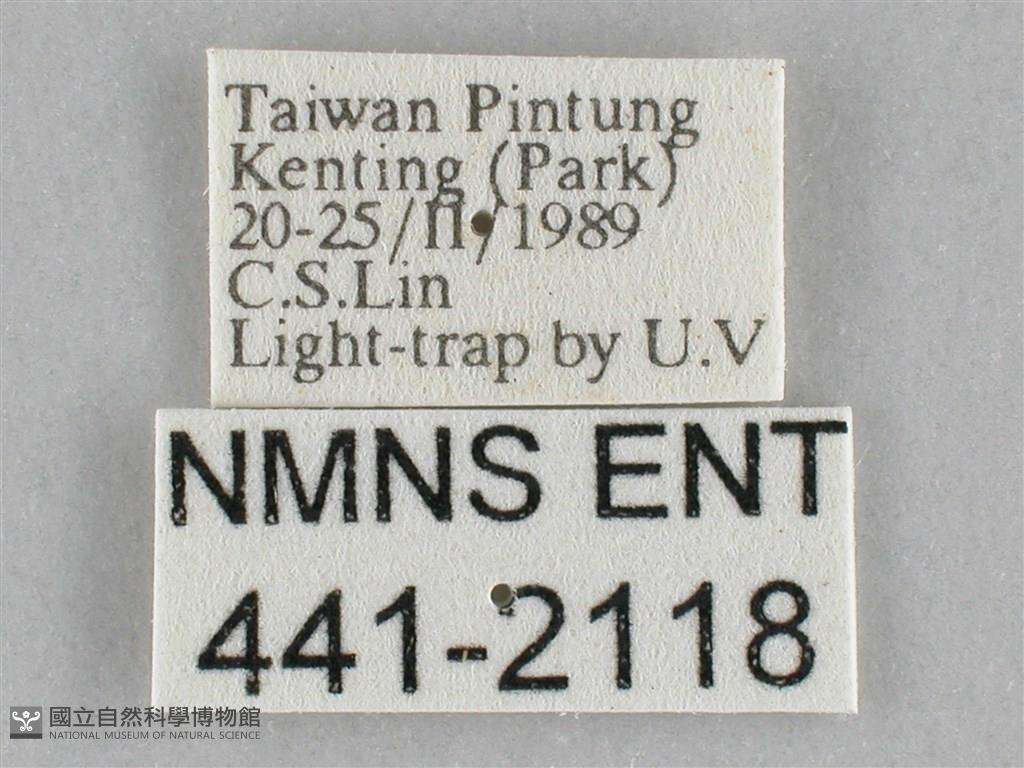 Taiwan Pintung
Kenting (Park)
20-25/II/1989
C.S.Lin
Light-trap by U.V
NMNS ENT
441-2118
國立自然科學博物館
NATIONAL MUSEUM OF NATURAL SCIENCE